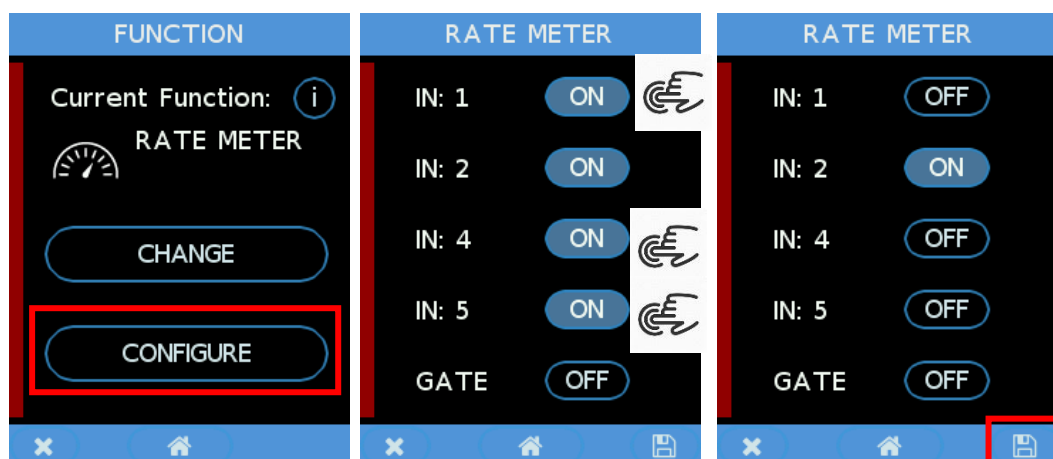 FUNCTION
Current Function: i
RATE METER
CHANGE
CONFIGURE
RATE METER
IN: 1 ON
IN: 2 ON
IN: 4 ON
IN: 5 ON
GATE OFF
RATE METER
IN: 1 OFF
IN: 2 ON
IN: 4 OFF
IN: 5 OFF
GATE OFF